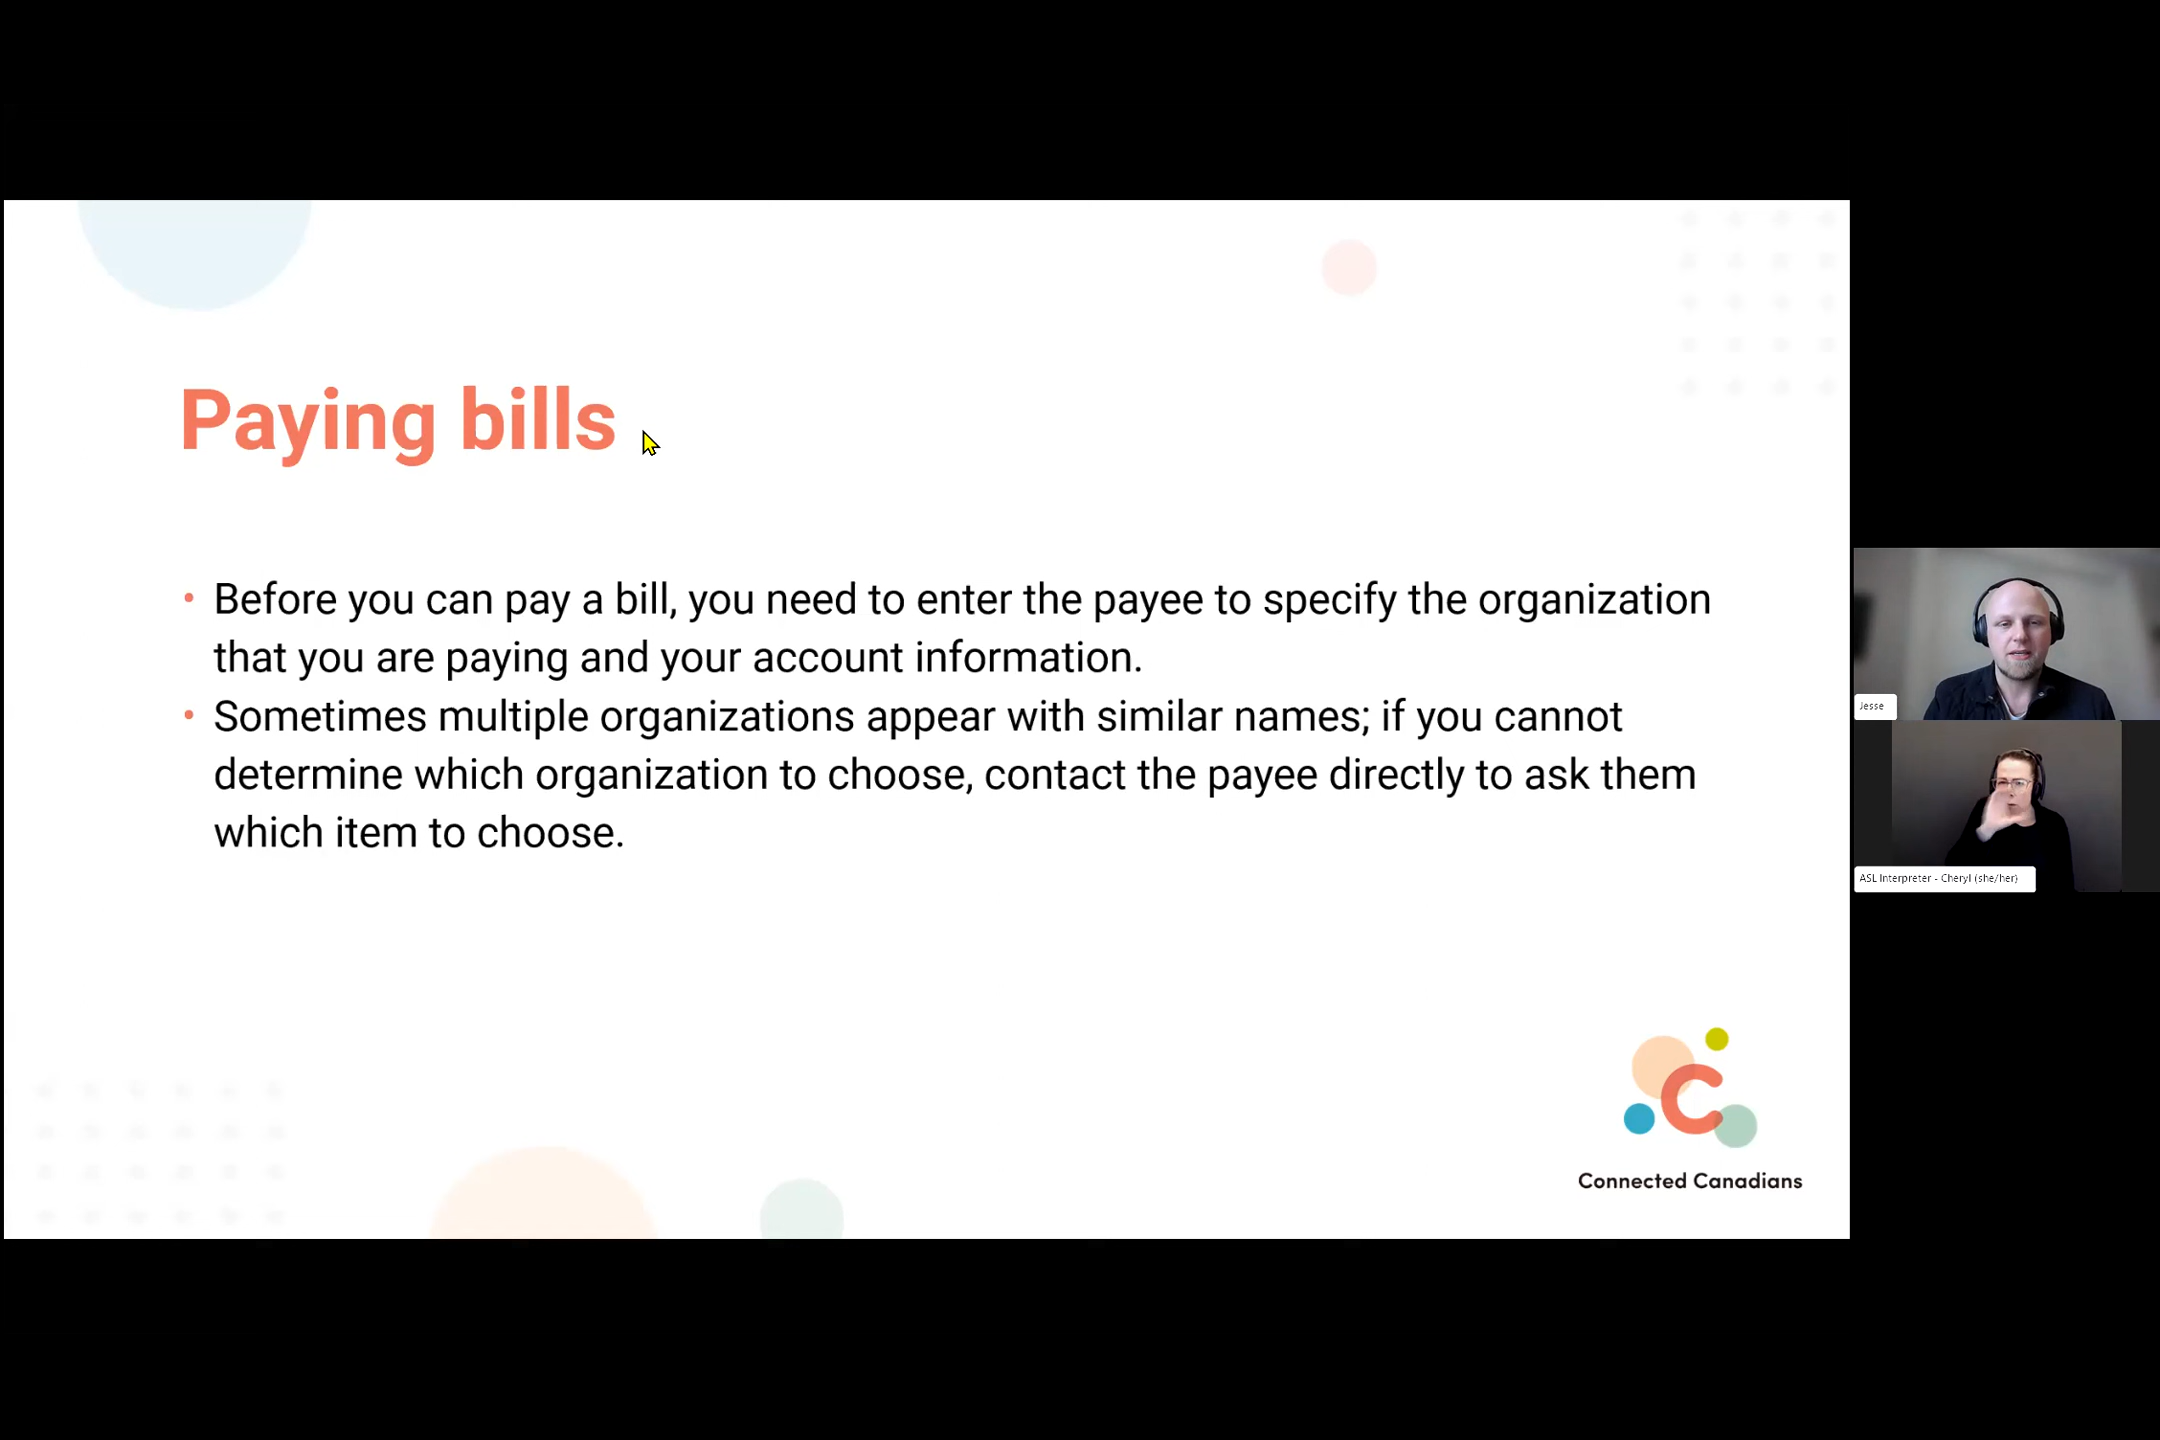 Paying bills
• Before you can pay a bill, you need to enter the payee to specify the organization
that you are paying and your account information.
• Sometimes multiple organizations appear with similar names; if you cannot
determine which organization to choose, contact the payee directly to ask them
which item to choose.
Connected Canadians
Jesse
ASL Interpreter - Cheryl (she/her)